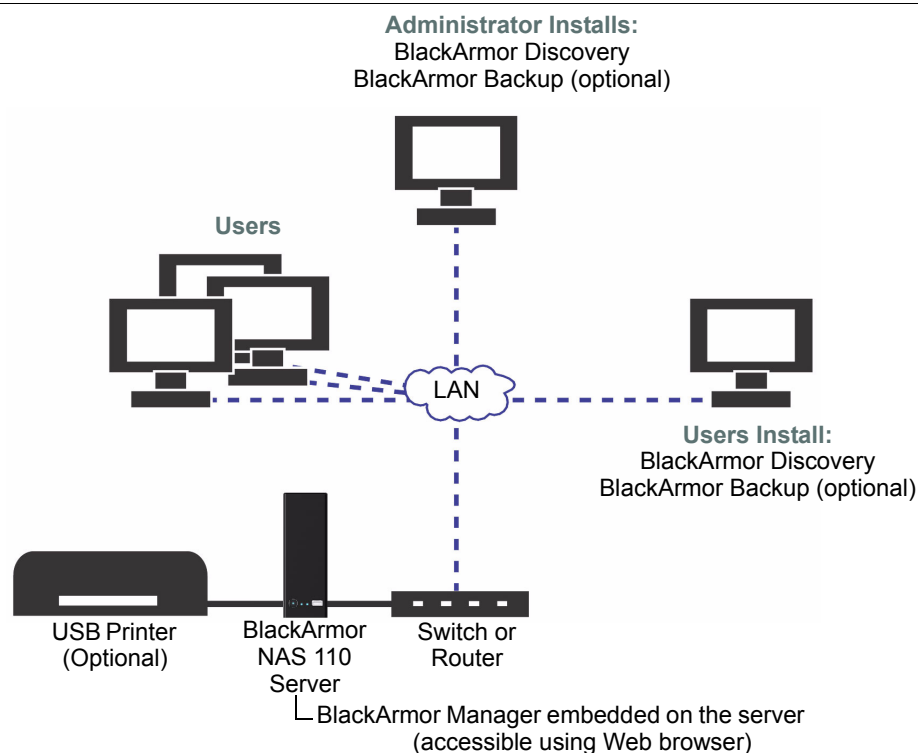 Administrator Installs:
BlackArmor Discovery
BlackArmor Backup (optional)
Users
LAN
Users Install:
BlackArmor Discovery
BlackArmor Backup (optional)
USB Printer
(Optional)
BlackArmor
NAS 110
Server
Switch or
Router
BlackArmor Manager embedded on the server
(accessible using Web browser)